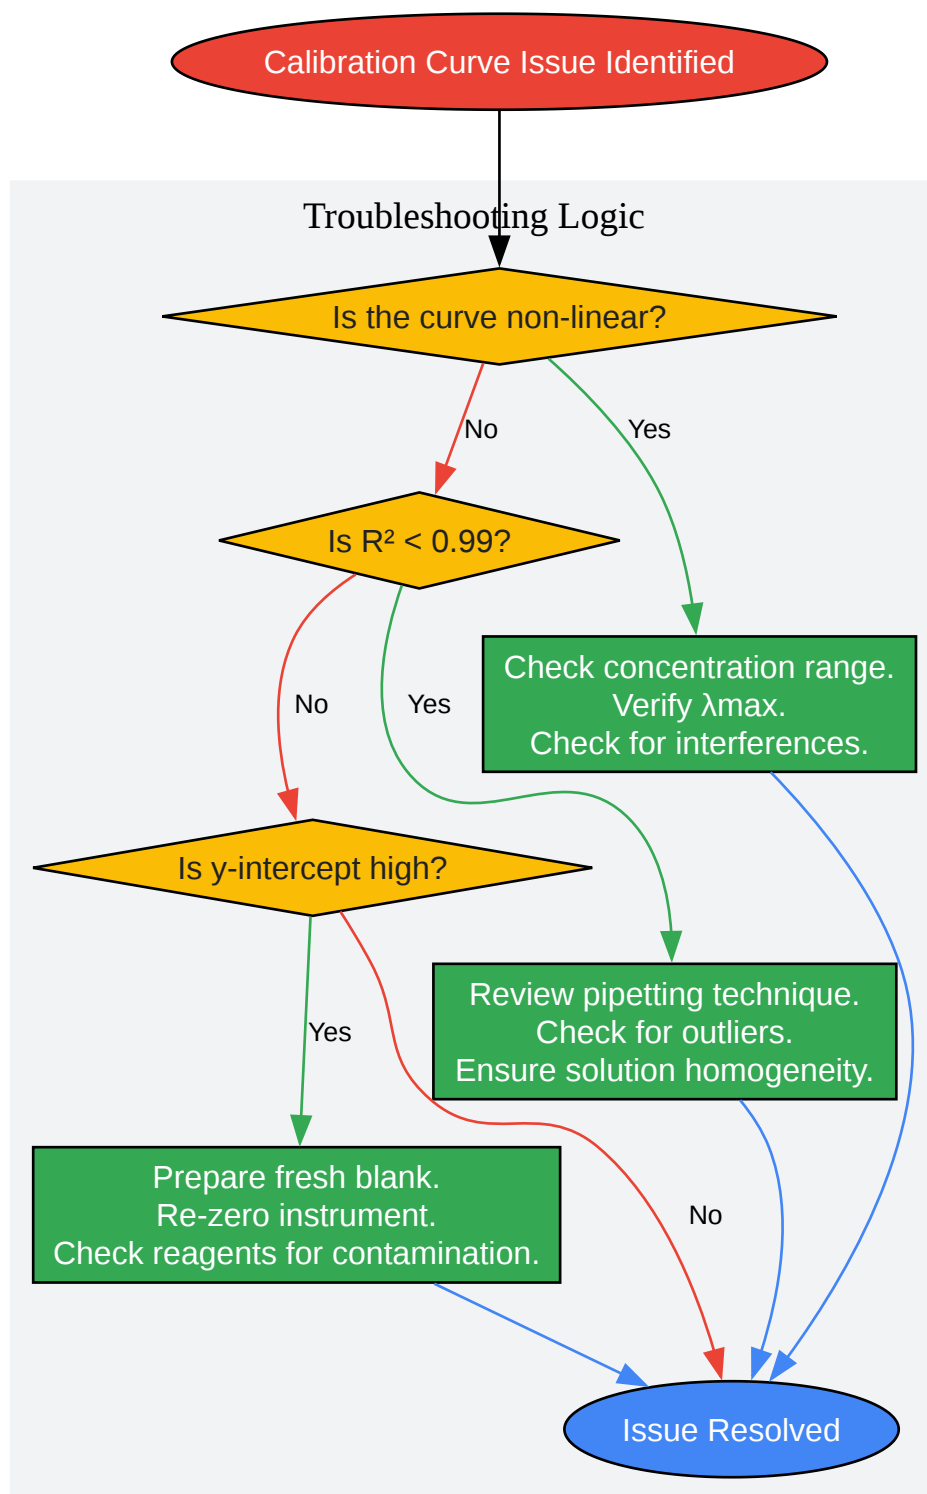 Calibration Curve Issue Identified
Troubleshooting Logic
Is the curve non-linear?
No
Yes
Is R² < 0.99?
Check concentration range.
Verify λmax.
Check for interferences.
No
Yes
Is y-intercept high?
Review pipetting technique.
Check for outliers.
Ensure solution homogeneity.
Yes
Prepare fresh blank.
Re-zero instrument.
Check reagents for contamination.
No
Issue Resolved